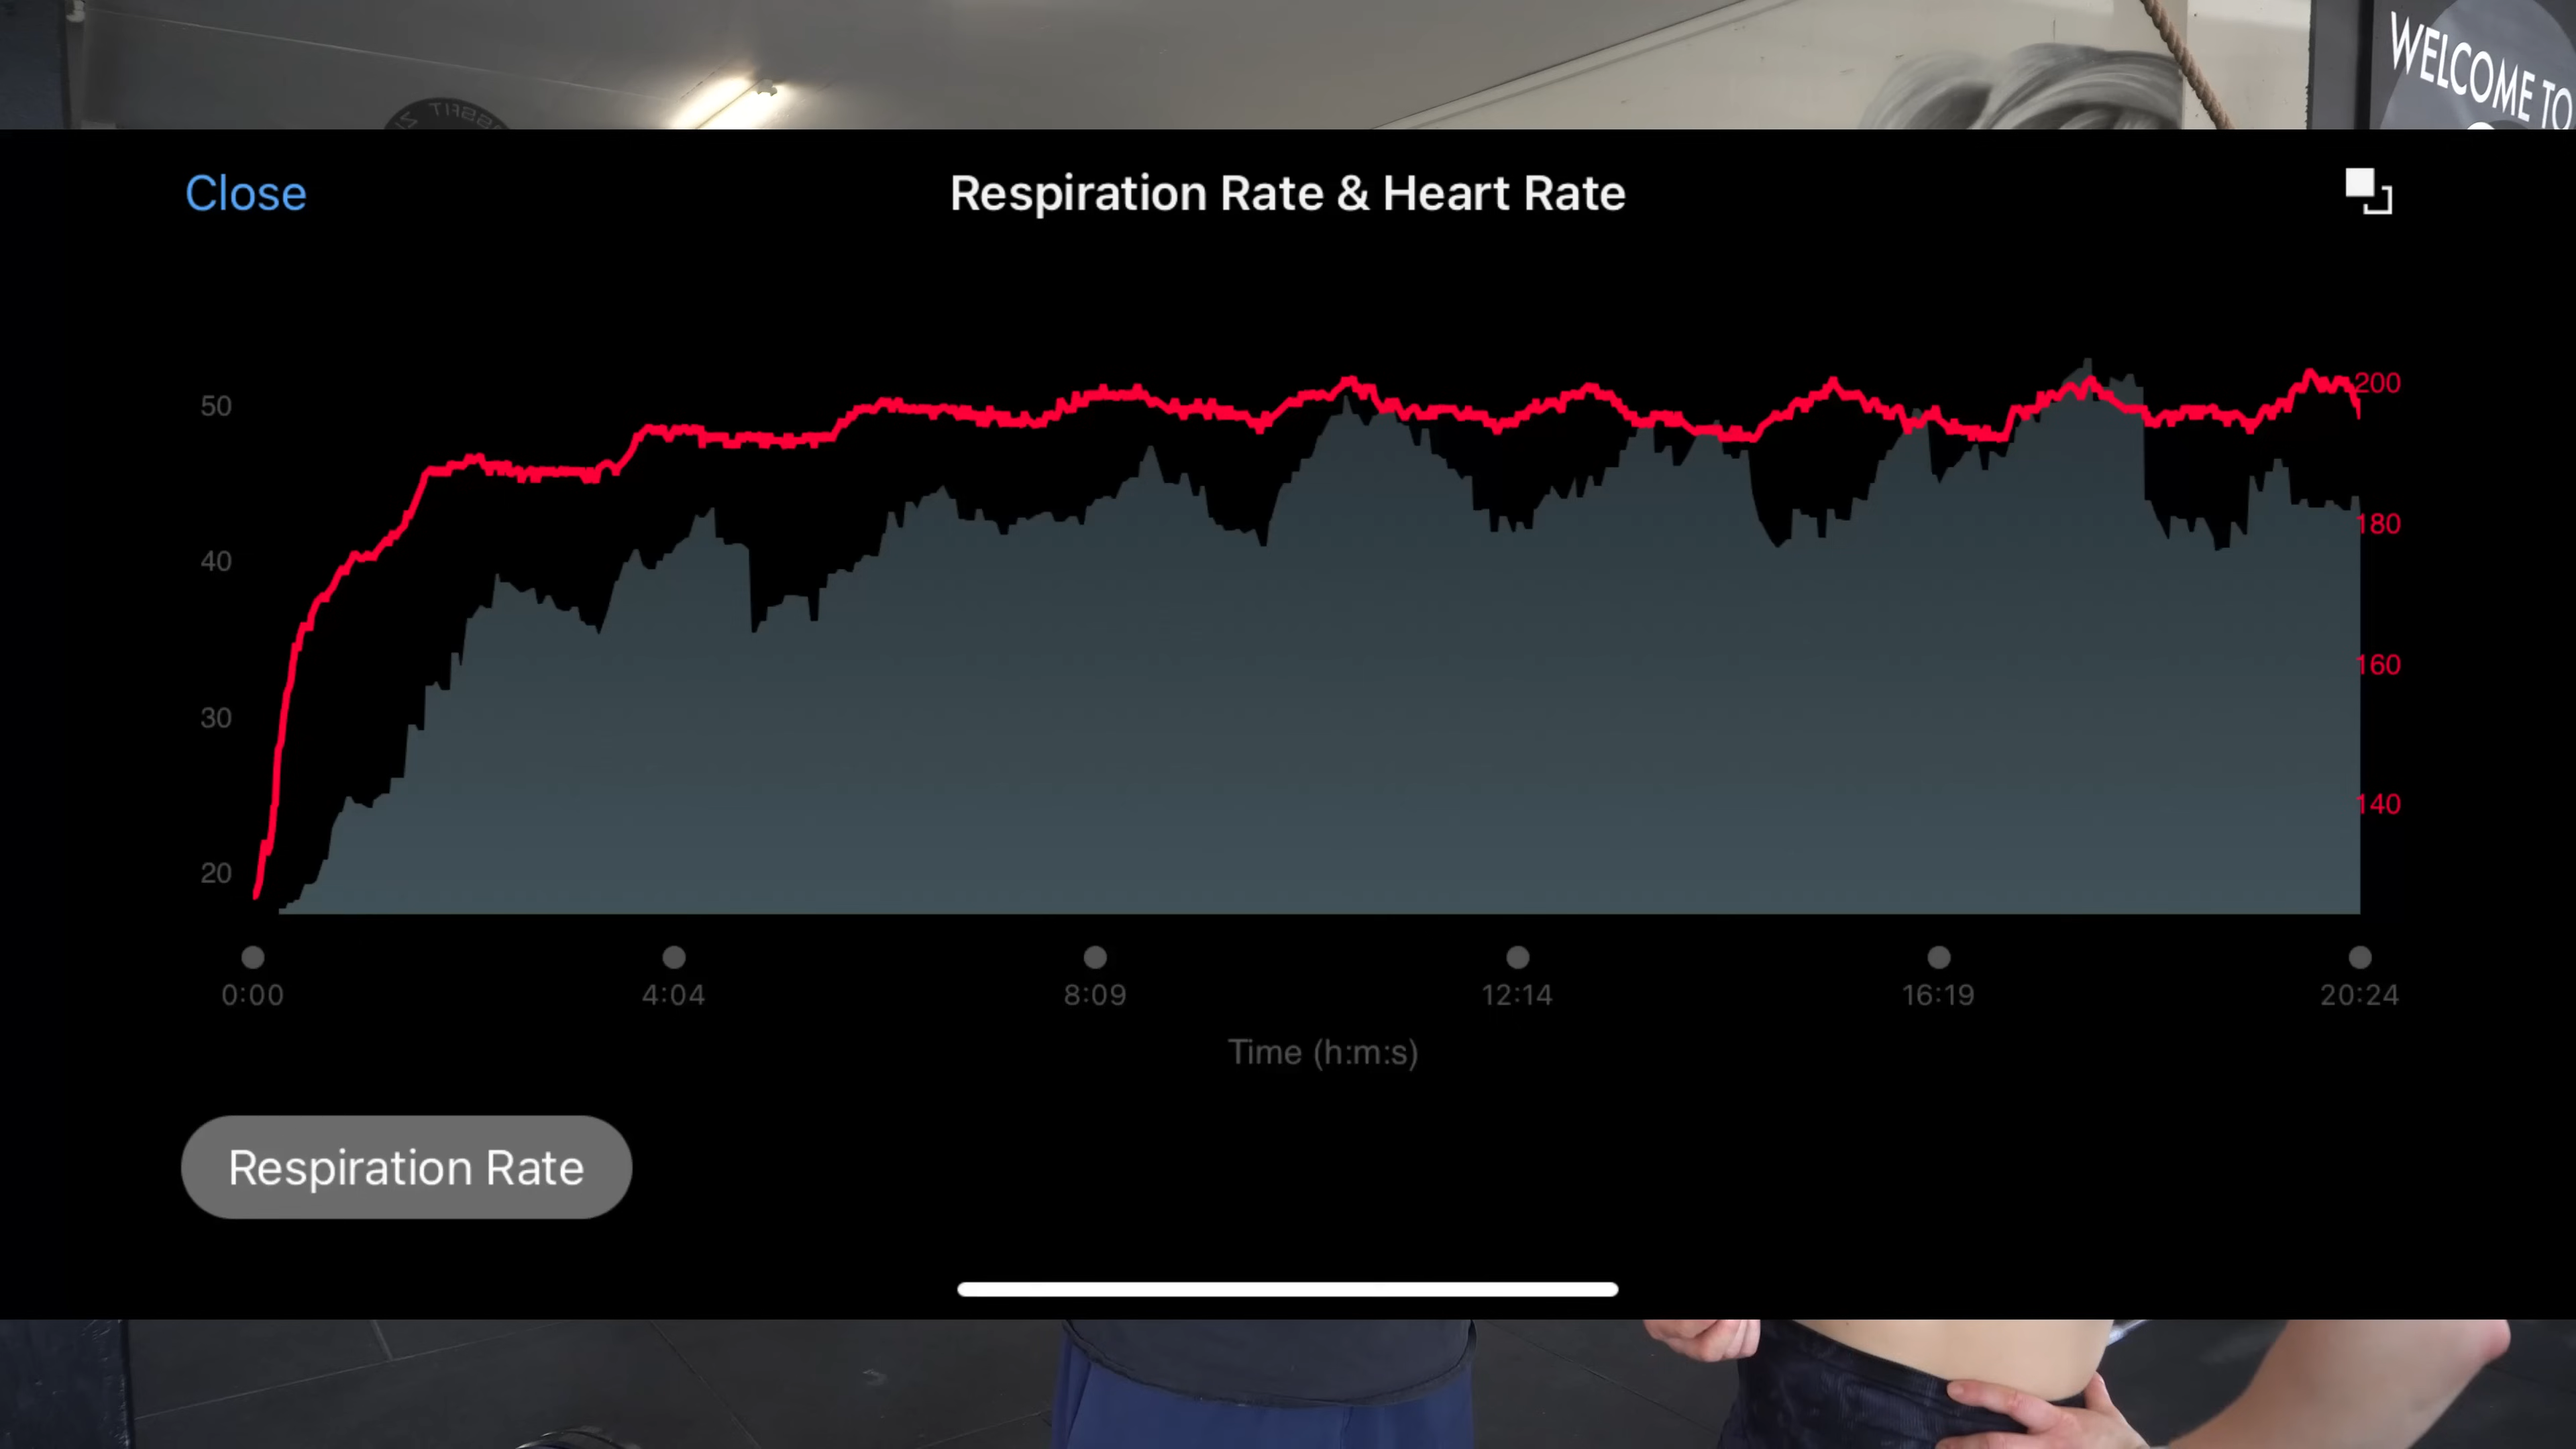 WELCOME TO
Close
Respiration Rate & Heart Rate
50
40
30
20
200
180
160
140
0:00
4:04
8:09
12:14
16:19
20:24
Time (h:m:s)
Respiration Rate